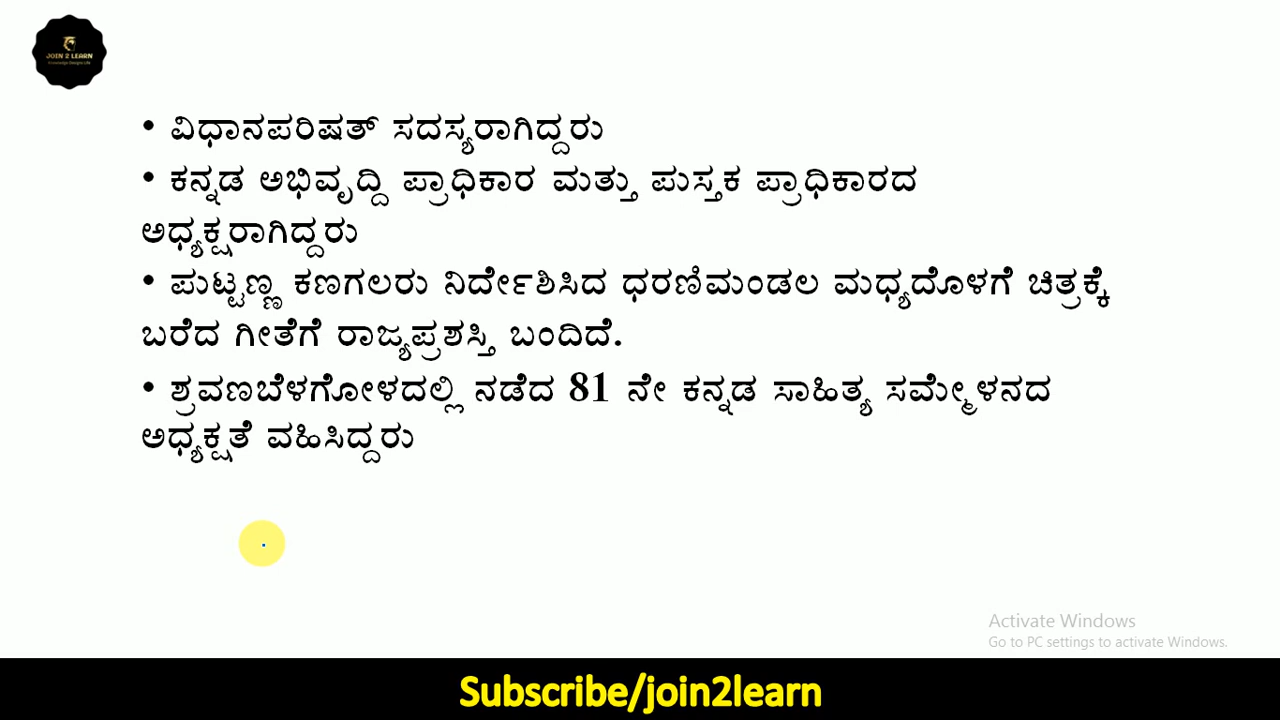 JOIN 2 LEARN
• ವಿಧಾನಪರಿಷತ್ ಸದಸ್ಯರಾಗಿದ್ದರು
• ಕನ್ನಡ ಅಭಿವೃದ್ದಿ ಪ್ರಾಧಿಕಾರ ಮತ್ತು ಪುಸ್ತಕ ಪ್ರಾಧಿಕಾರದ
ಅಧ್ಯಕ್ಷರಾಗಿದ್ದರು
• ಪುಟ್ಟಣ್ಣ ಕಣಗಲರು ನಿರ್ದೇಶಿಸಿದ ಧರಣಿಮಂಡಲ ಮಧ್ಯದೊಳಗೆ ಚಿತ್ರಕ್ಕೆ
ಬರೆದ ಗೀತೆಗೆ ರಾಜ್ಯಪ್ರಶಸ್ತಿ ಬಂದಿದೆ.
• ಶ್ರವಣಬೆಳಗೋಳದಲ್ಲಿ ನಡೆದ 81 ನೇ ಕನ್ನಡ ಸಾಹಿತ್ಯ ಸಮ್ಮೇಳನದ
ಅಧ್ಯಕ್ಷತೆ ವಹಿಸಿದ್ದರು
Activate Windows
Go to PC settings to activate Windows.
Subscribe/join2learn